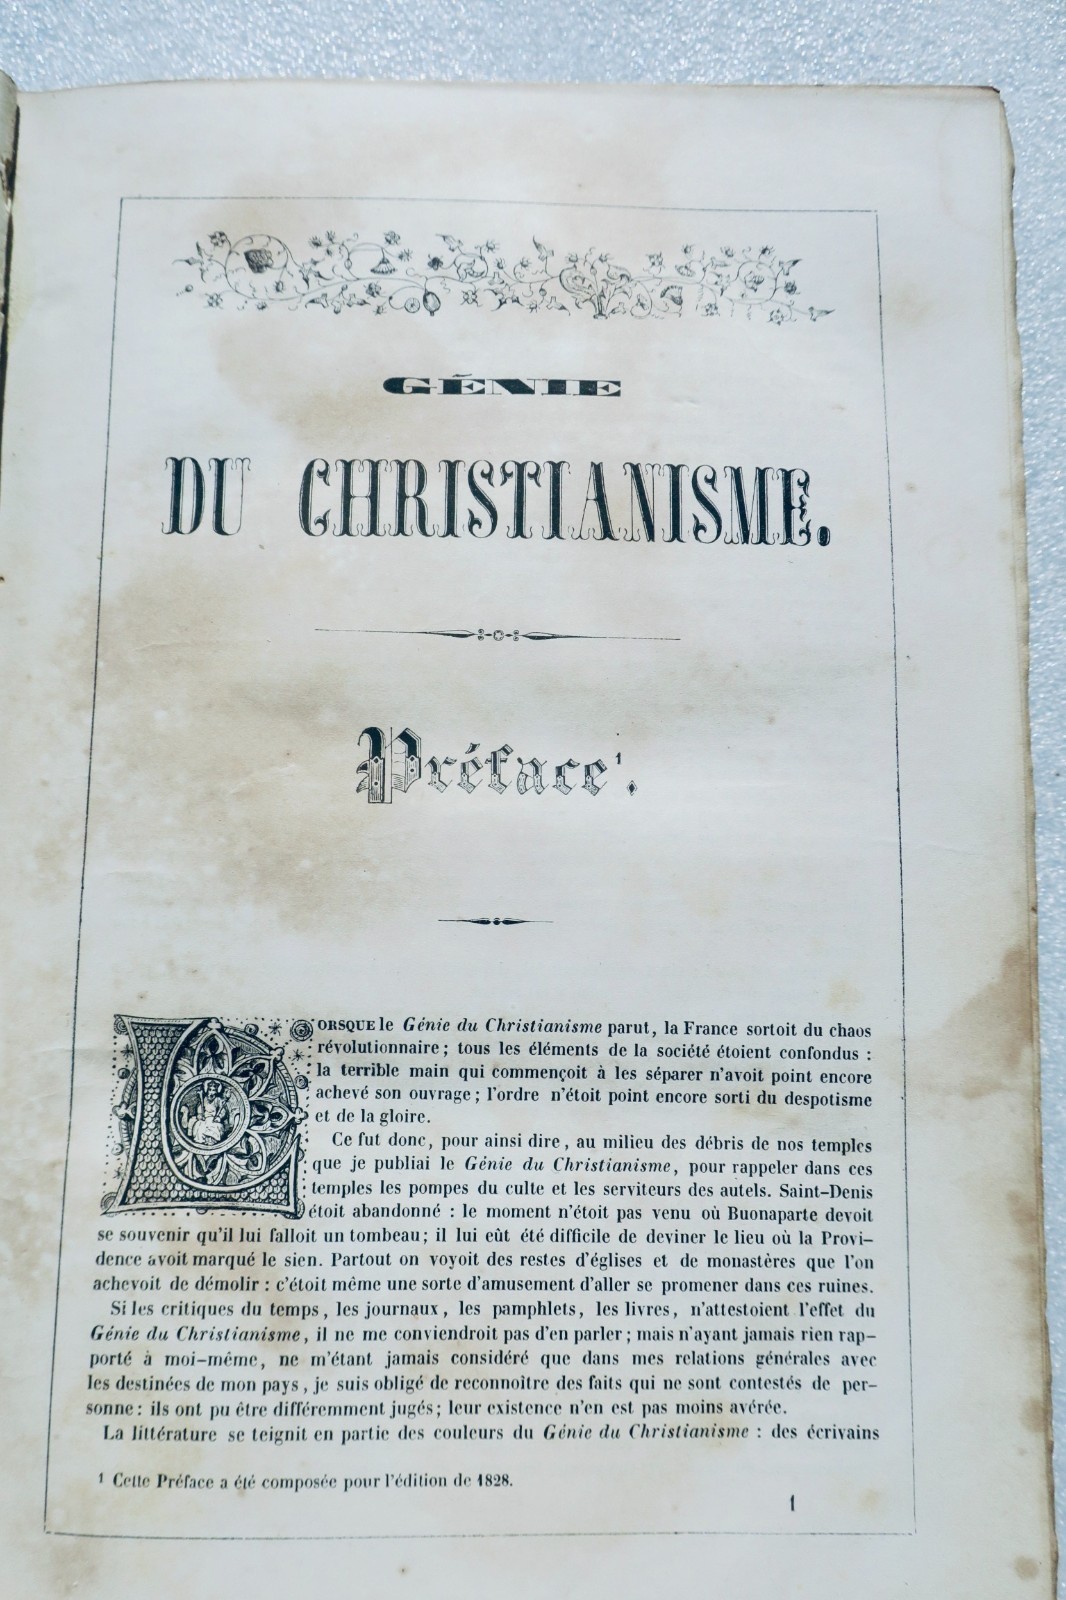 GÉNIE
DU CHRISTIANISME.
Préface¹.
LORSQUE le Génie du Christianisme parut, la France sortoit du chaos
révolutionnaire ; tous les éléments de la société étoient confondus :
la terrible main qui commençoit à les séparer n'avoit point encore
achevé son ouvrage ; l'ordre n'étoit point encore sorti du despotisme
et de la gloire.
Ce fut donc, pour ainsi dire, au milieu des débris de nos temples
que je publiai le Génie du Christianisme, pour rappeler dans ces
temples les pompes du culte et les serviteurs des autels. Saint-Denis
étoit abandonné : le moment n'étoit pas venu où Buonaparte devoit
se souvenir qu'il lui falloit un tombeau ; il lui eût été difficile de deviner le lieu où la Provi-
dence avoit marqué le sien. Partout on voyoit des restes d'églises et de monastères que l'on
achevoit de démolir : c'étoit même une sorte d'amusement d'aller se promener dans ces ruines.
Si les critiques du temps, les journaux, les pamphlets, les livres, n'attestoient l'effet du
Génie du Christianisme, il ne me conviendroit pas d'en parler ; mais n'ayant jamais rien rap-
porté à moi-même, ne m'étant jamais considéré que dans mes relations générales avec
les destinées de mon pays, je suis obligé de reconnoître des faits qui ne sont contestés de per-
sonne : ils ont pu être différemment jugés ; leur existence n'en est pas moins avérée.
La littérature se teignit en partie des couleurs du Génie du Christianisme : des écrivains
¹ Cette Préface a été composée pour l'édition de 1828.
1